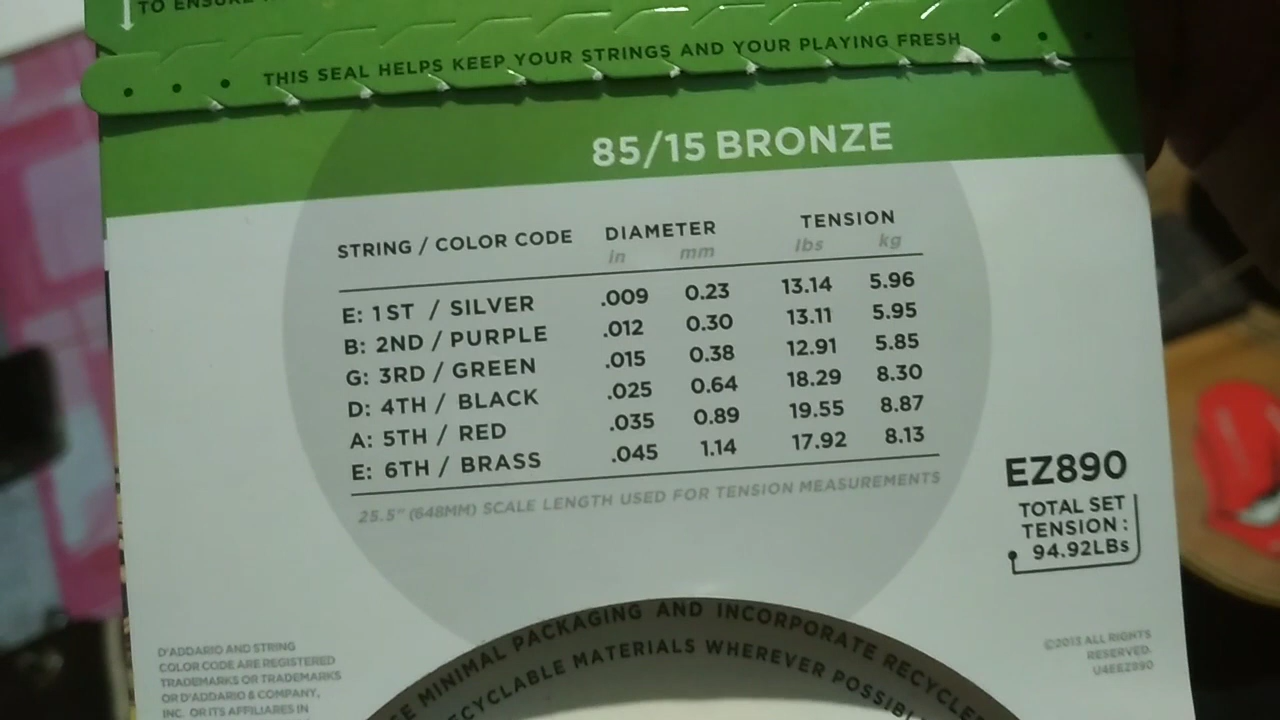 TO ENSURE
THIS SEAL HELPS KEEP YOUR STRINGS AND YOUR PLAYING FRESH
85/15 BRONZE
STRING / COLOR CODE DIAMETER TENSION
in mm lbs kg
E: 1ST / SILVER .009 0.23 13.14 5.96
B: 2ND / PURPLE .012 0.30 13.11 5.95
G: 3RD / GREEN .015 0.38 12.91 5.85
D: 4TH / BLACK .025 0.64 18.29 8.30
A: 5TH / RED .035 0.89 19.55 8.87
E: 6TH / BRASS .045 1.14 17.92 8.13
25.5" (648MM) SCALE LENGTH USED FOR TENSION MEASUREMENTS
EZ890
TOTAL SET
TENSION :
94.92LBs
MINIMAL PACKAGING AND INCORPORATE RECYCLE
ECYCLABLE MATERIALS WHEREVER POSSIBL
D'ADDARIO AND STRING
COLOR CODE ARE REGISTERED
TRADEMARKS OR TRADEMARKS
OR D'ADDARIO & COMPANY,
INC. OR ITS AFFILIARES IN
©2013 ALL RIGHTS
RESERVED.
U4EEZ890